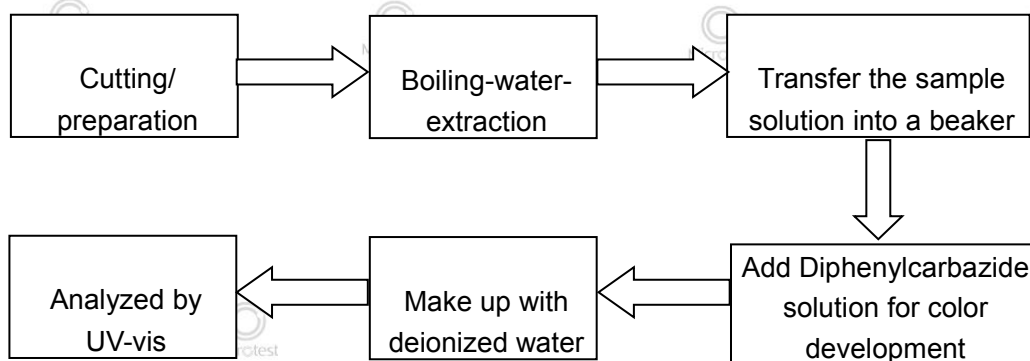 Cutting/
preparation
Boiling-water-
extraction
Transfer the sample
solution into a beaker
Add Diphenylcarbazide
solution for color
development
Make up with
deionized water
Analyzed by
UV-vis